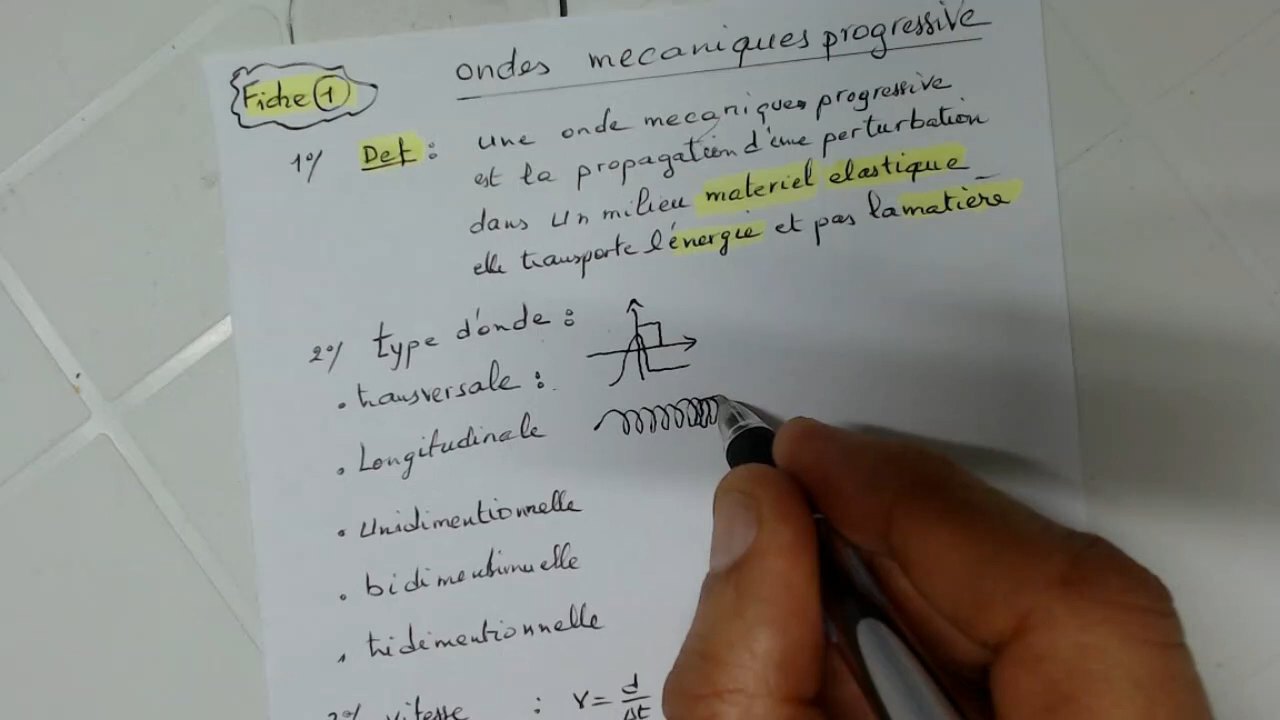 Fiche 1
ondes mecaniques progressive
1°/ Def : une onde mecaniques progressive
est la propagation d'une perturbation
dans un milieu materiel elastique
elle transporte l'énergie et pas la matière
2°/ type d'onde :
. transversale :
. Longitudinale
. Unidimentionnelle
. bidimentionnuelle
. tridimentionnelle
3°/ vitesse : V = d/Δt